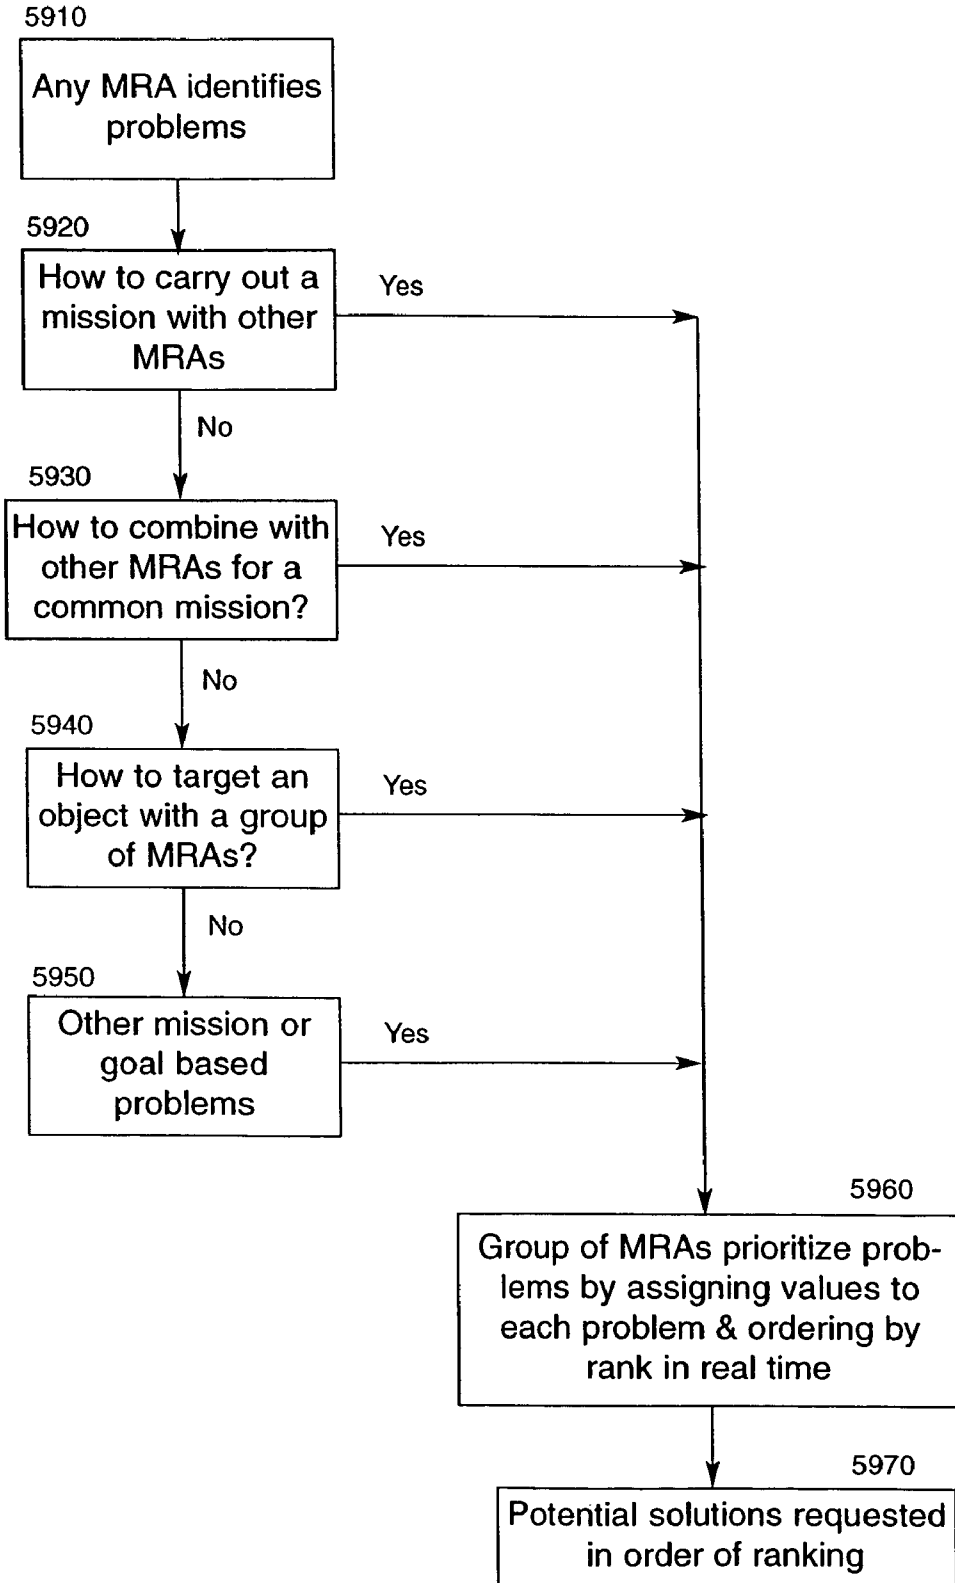 5910
Any MRA identifies
problems
5920
How to carry out a
mission with other
MRAs
Yes
No
5930
How to combine with
other MRAs for a
common mission?
Yes
No
5940
How to target an
object with a group
of MRAs?
Yes
No
5950
Other mission or
goal based
problems
Yes
5960
Group of MRAs prioritize prob-
lems by assigning values to
each problem & ordering by
rank in real time
5970
Potential solutions requested
in order of ranking